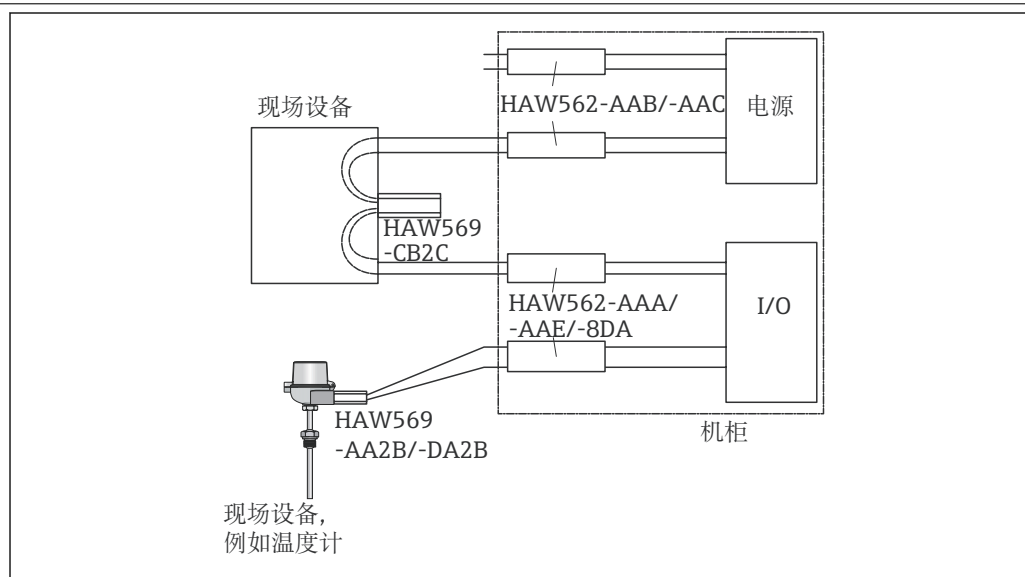 现场设备
HAW562-AAB/-AAC
电源
HAW569
-CB2C
HAW562-AAA/
-AAE/-8DA
I/O
HAW569
-AA2B/-DA2B
机柜
现场设备，
例如温度计